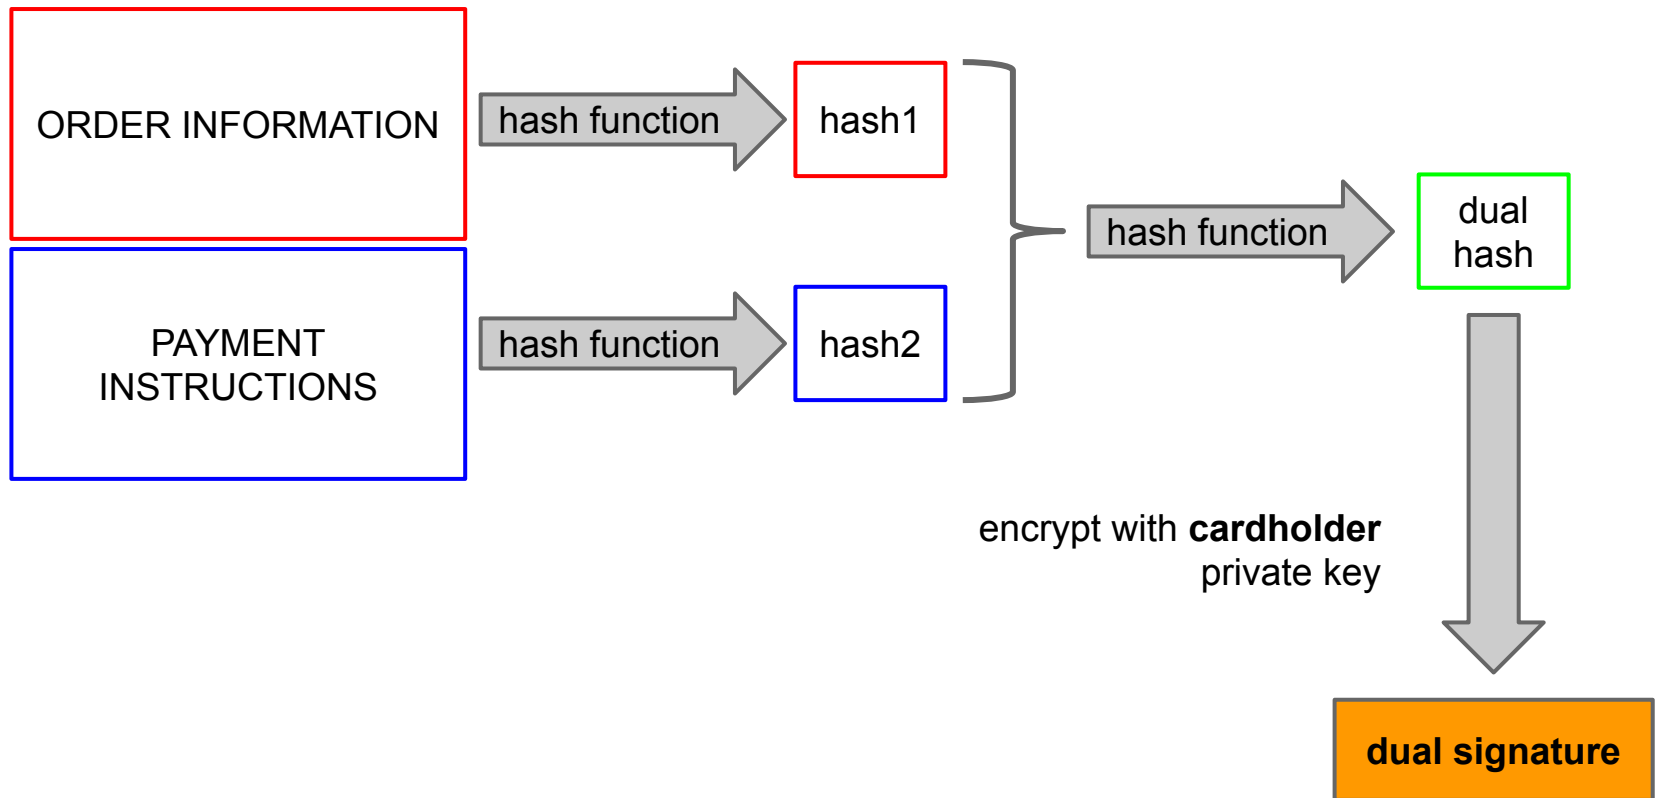 ORDER INFORMATION
hash function
hash1
PAYMENT
INSTRUCTIONS
hash function
hash2
hash function
dual
hash
encrypt with cardholder
private key
dual signature